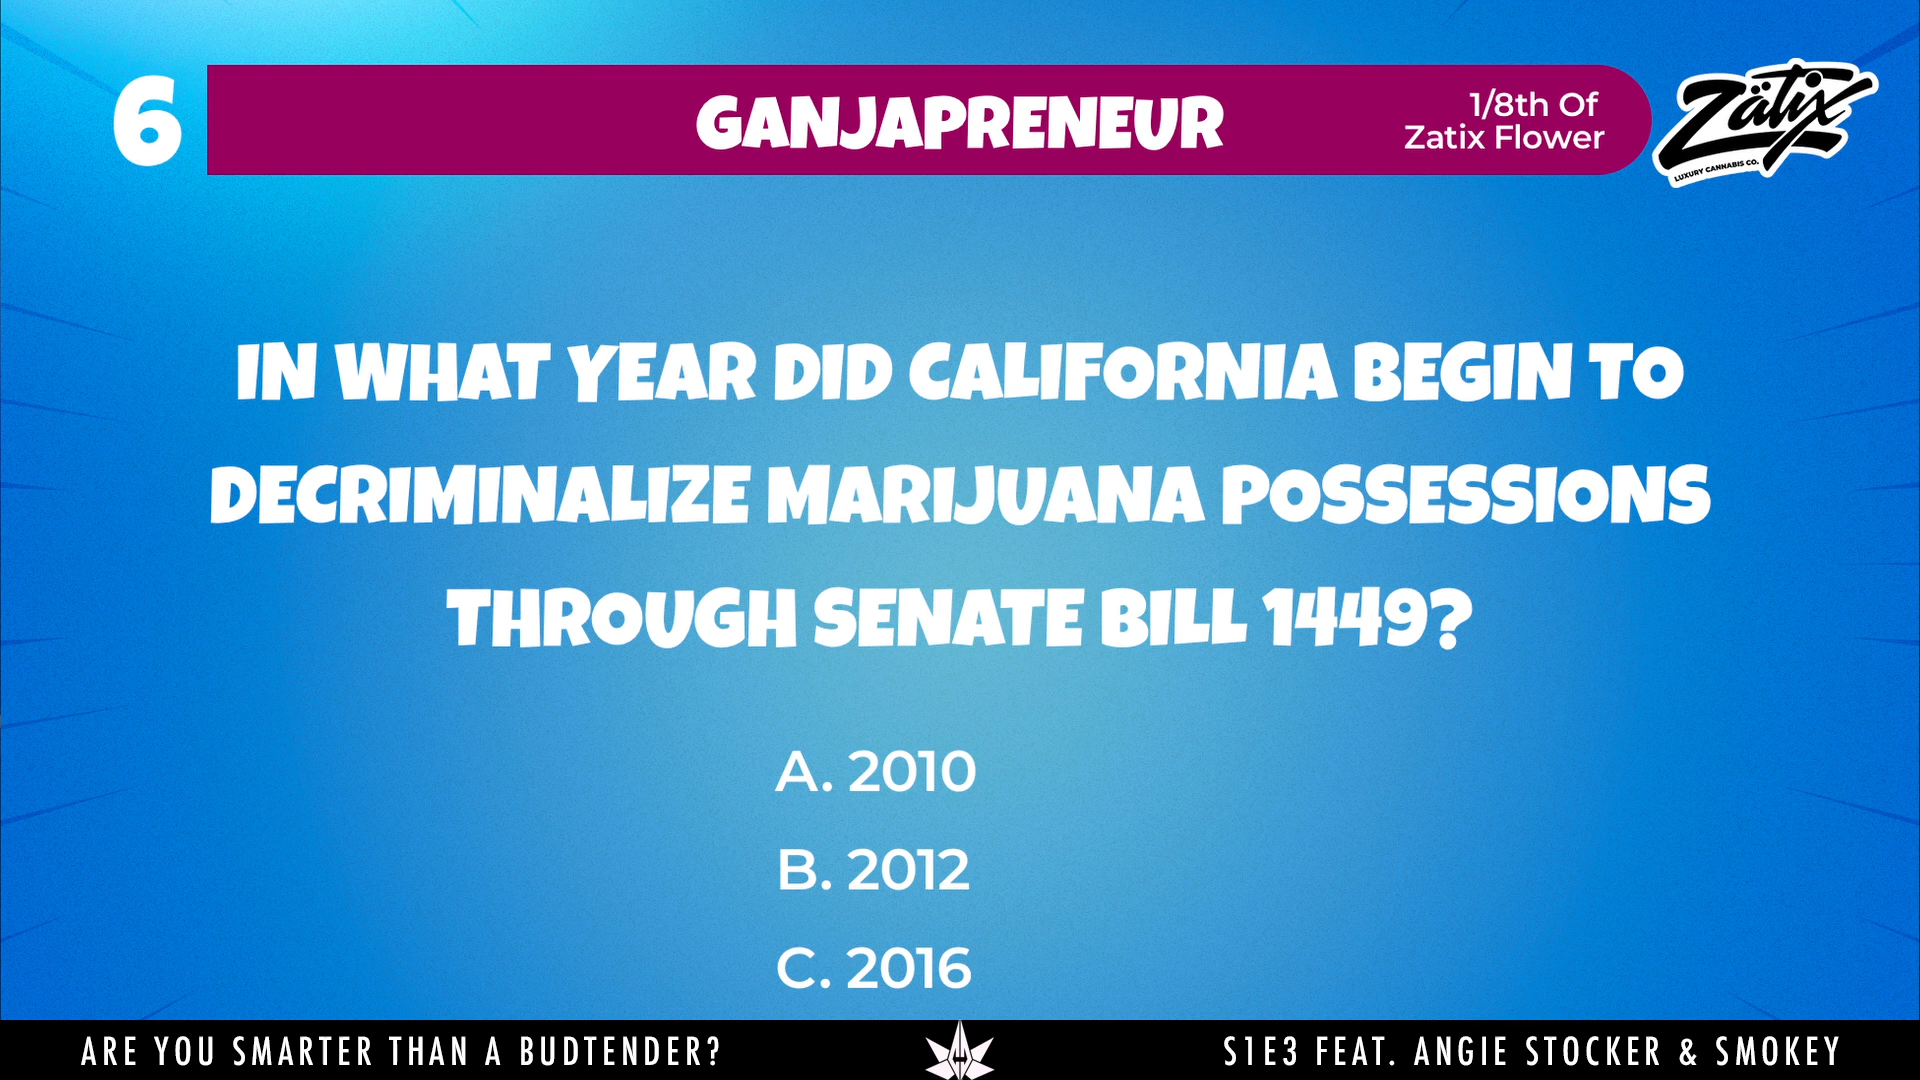 6
GANJAPRENEUR
1/8th Of
Zatix Flower
Zätix
LUXURY CANNABIS CO.
IN WHAT YEAR DID CALIFORNIA BEGIN TO
DECRIMINALIZE MARIJUANA POSSESSIONS
THROUGH SENATE BILL 1449?
A. 2010
B. 2012
C. 2016
ARE YOU SMARTER THAN A BUDTENDER?
S1E3 FEAT. ANGIE STOCKER & SMOKEY